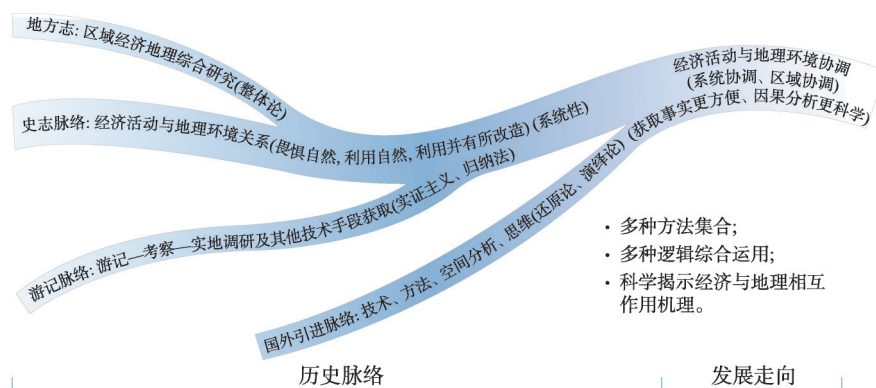 地方志: 区域经济地理综合研究(整体论)
史志脉络: 经济活动与地理环境关系(畏惧自然, 利用自然, 利用并有所改造) (系统性)
游记脉络: 游记—考察—实地调研及其他技术手段获取(实证主义、归纳法)
国外引进脉络: 技术、方法、空间分析、思维(还原论、演绎论)
经济活动与地理环境协调
(系统协调、区域协调)
(获取事实更方便、因果分析更科学)
• 多种方法集合;
• 多种逻辑综合运用;
• 科学揭示经济与地理相互
作用机理。
历史脉络
发展走向